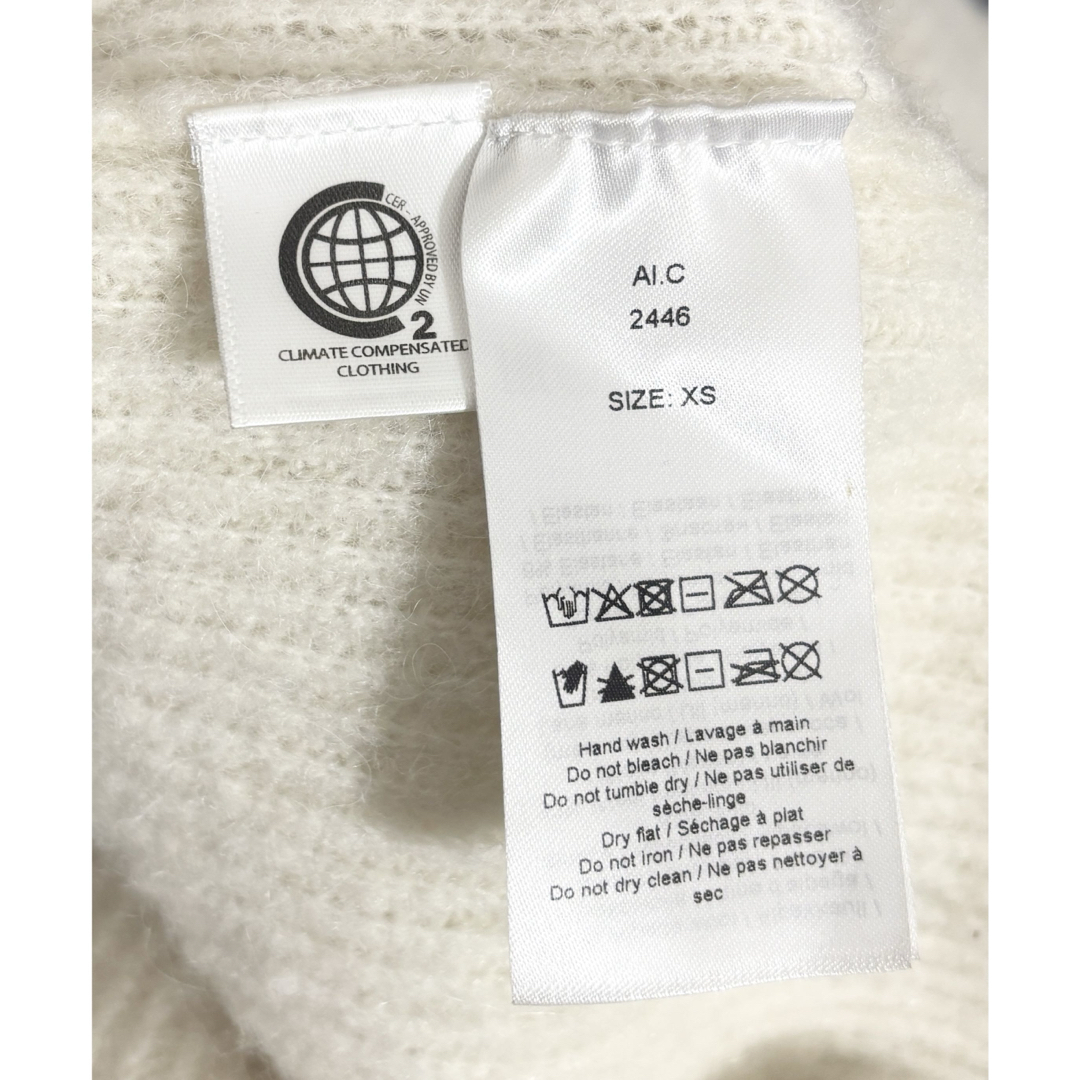 CER - APPROVED BY UN
2
CLIMATE COMPENSATED
CLOTHING
AI.C
2446
SIZE: XS
Hand wash / Lavage à main
Do not bleach / Ne pas blanchir
Do not tumble dry / Ne pas utiliser de
sèche-linge
Dry flat / Séchage à plat
Do not iron / Ne pas repasser
Do not dry clean / Ne pas nettoyer à
sec